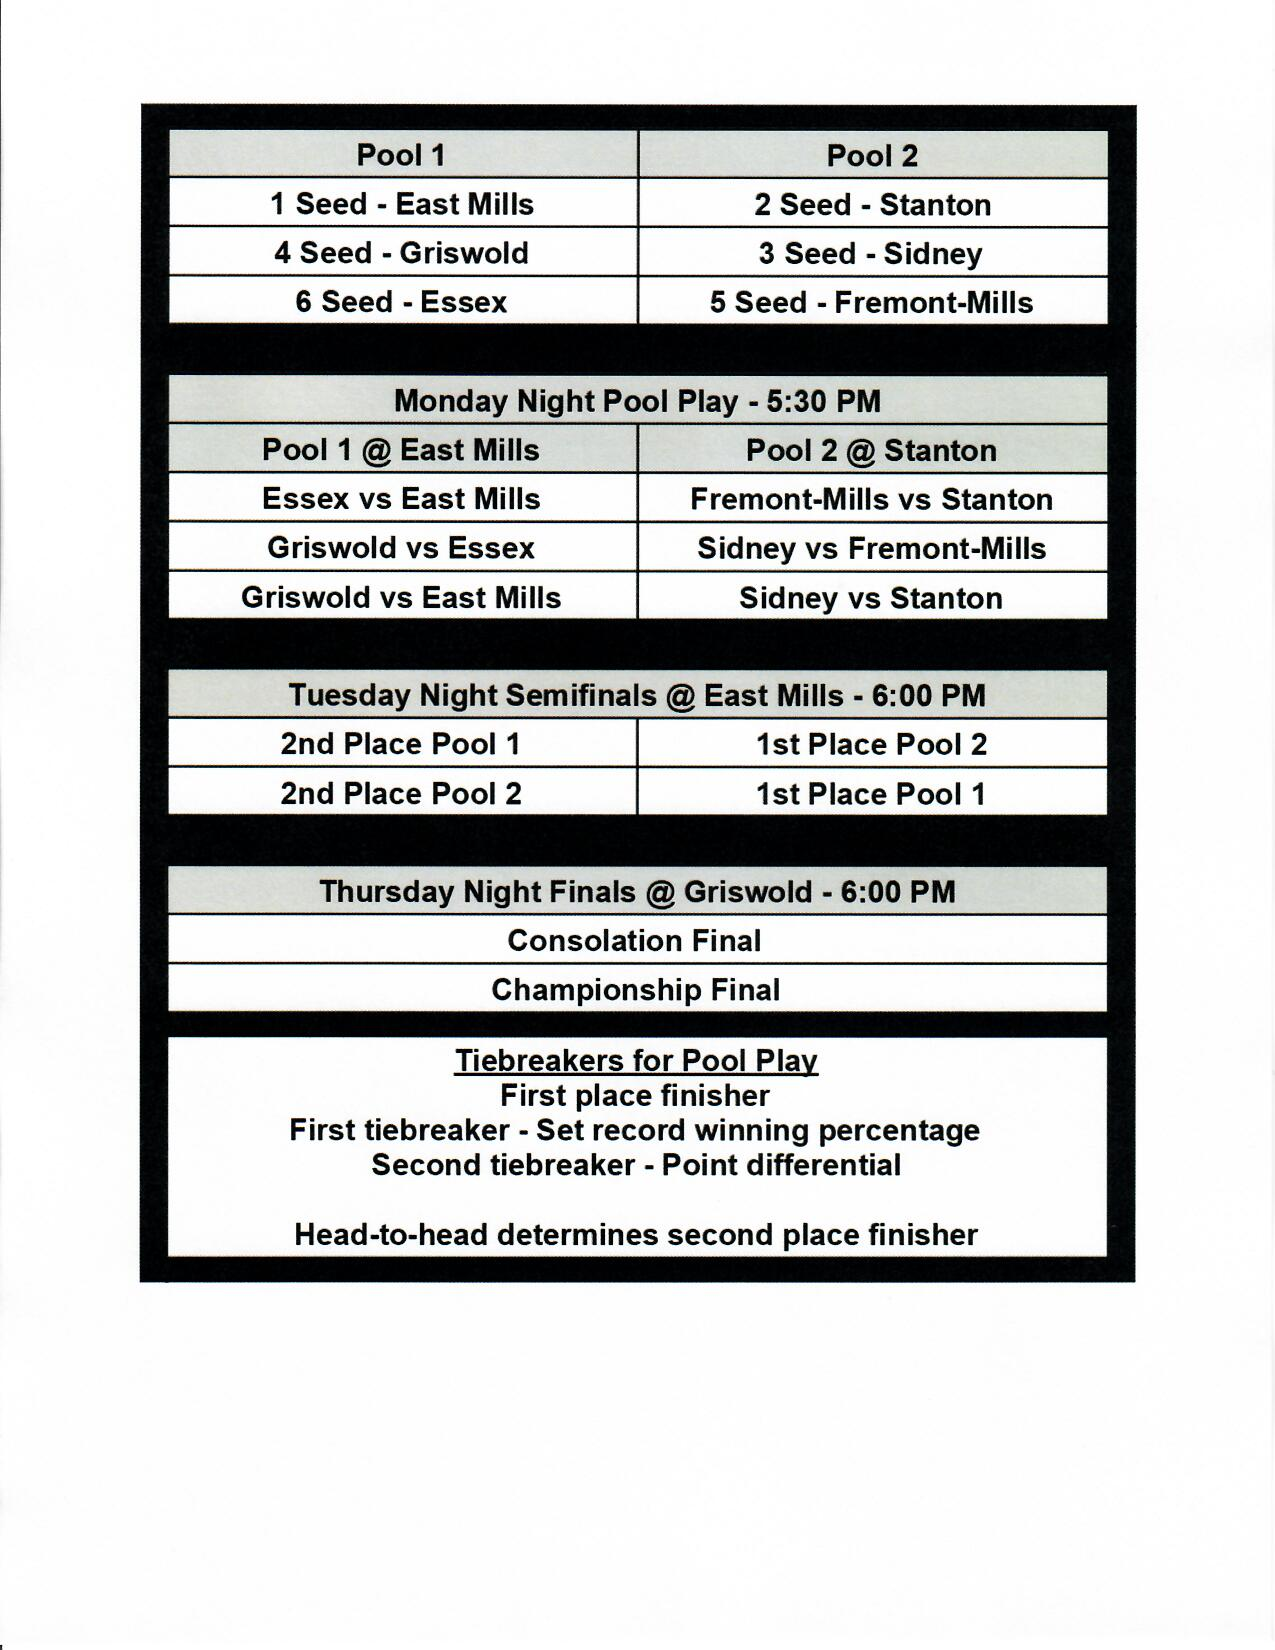 Pool 1 Pool 2
1 Seed - East Mills 2 Seed - Stanton
4 Seed - Griswold 3 Seed - Sidney
6 Seed - Essex 5 Seed - Fremont-Mills
Monday Night Pool Play - 5:30 PM
Pool 1 @ East Mills Pool 2 @ Stanton
Essex vs East Mills Fremont-Mills vs Stanton
Griswold vs Essex Sidney vs Fremont-Mills
Griswold vs East Mills Sidney vs Stanton
Tuesday Night Semifinals @ East Mills - 6:00 PM
2nd Place Pool 1 1st Place Pool 2
2nd Place Pool 2 1st Place Pool 1
Thursday Night Finals @ Griswold - 6:00 PM
Consolation Final
Championship Final
Tiebreakers for Pool Play
First place finisher
First tiebreaker - Set record winning percentage
Second tiebreaker - Point differential
Head-to-head determines second place finisher